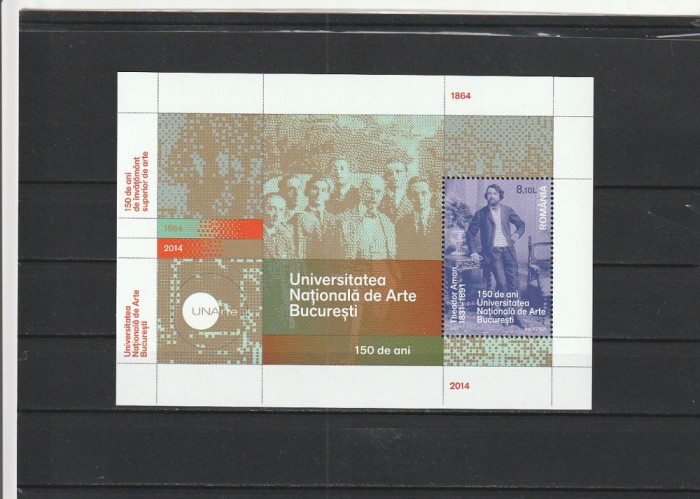 1864
150 de ani
de învățământ
superior de arte
1864
2014
Universitatea
Națională de Arte
București
UNArte
Universitatea
Națională de Arte
București
150 de ani
8.10L
ROMÂNIA
Theodor Aman
1831-1891
150 de ani
Universitatea
Națională de Arte
București
2014